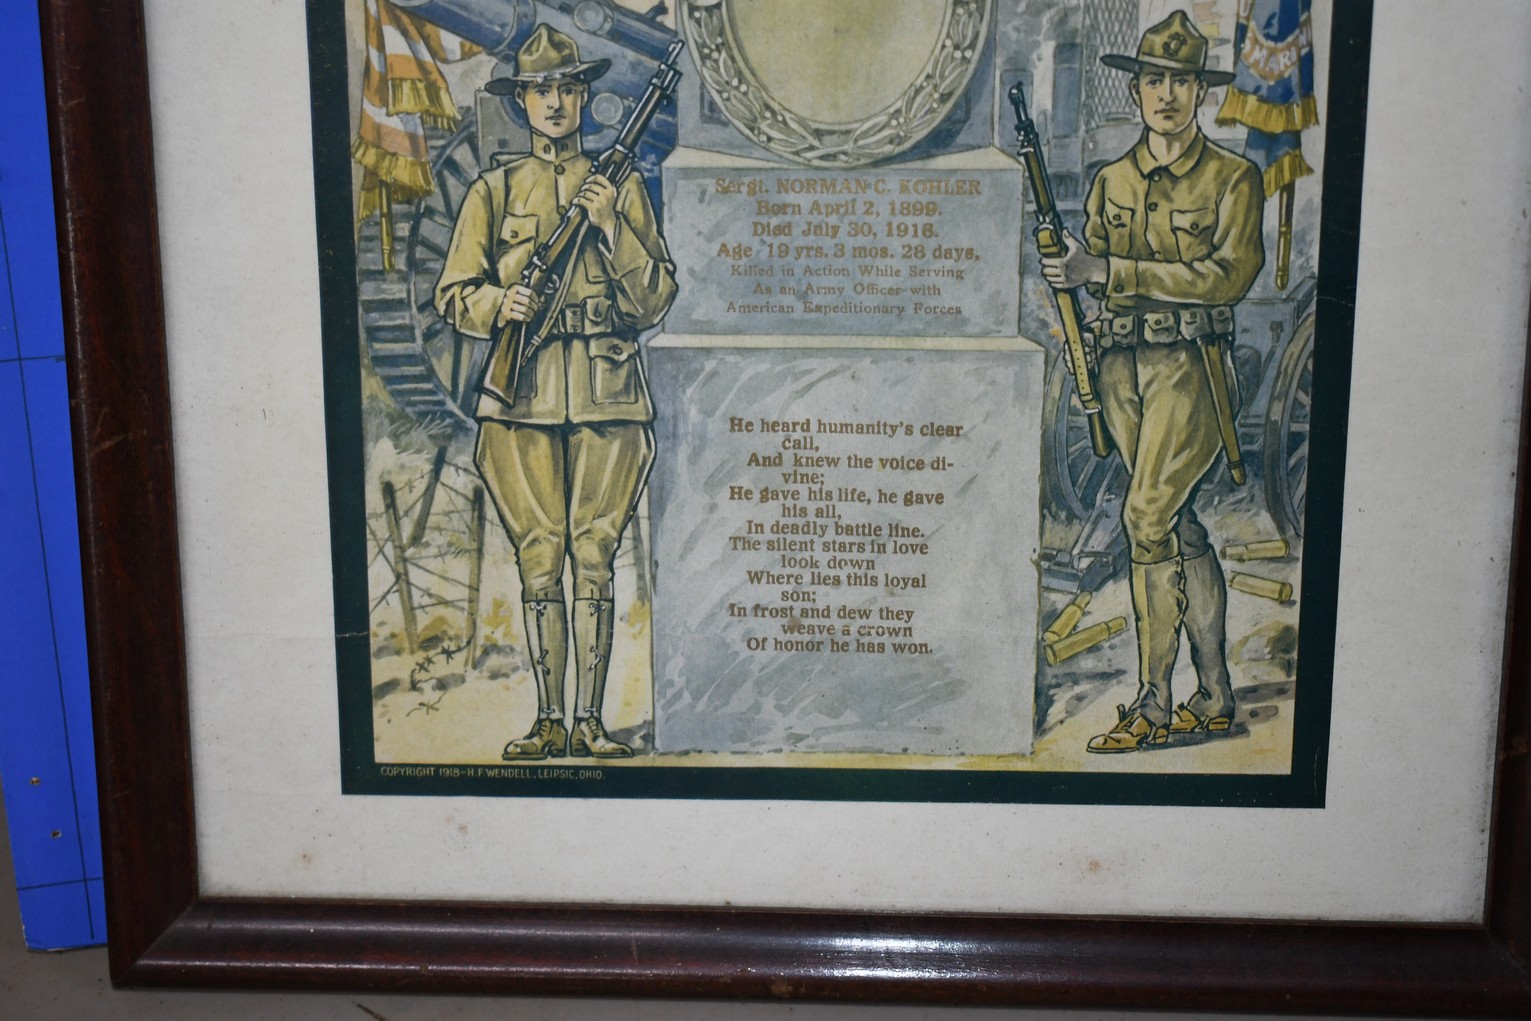 MARI
Sergt. NORMAN C. KOHLER
Born April 2, 1899.
Died July 30, 1918.
Age 19 yrs. 3 mos. 28 days.
Killed in Action While Serving
As an Army Officer with
American Expeditionary Forces
He heard humanity's clear
call,
And knew the voice di-
vine;
He gave his life, he gave
his all,
In deadly battle line.
The silent stars in love
look down
Where lies this loyal
son;
In frost and dew they
weave a crown
Of honor he has won.
COPYRIGHT 1918-H.F. WENDELL, LEIPSIC, OHIO.